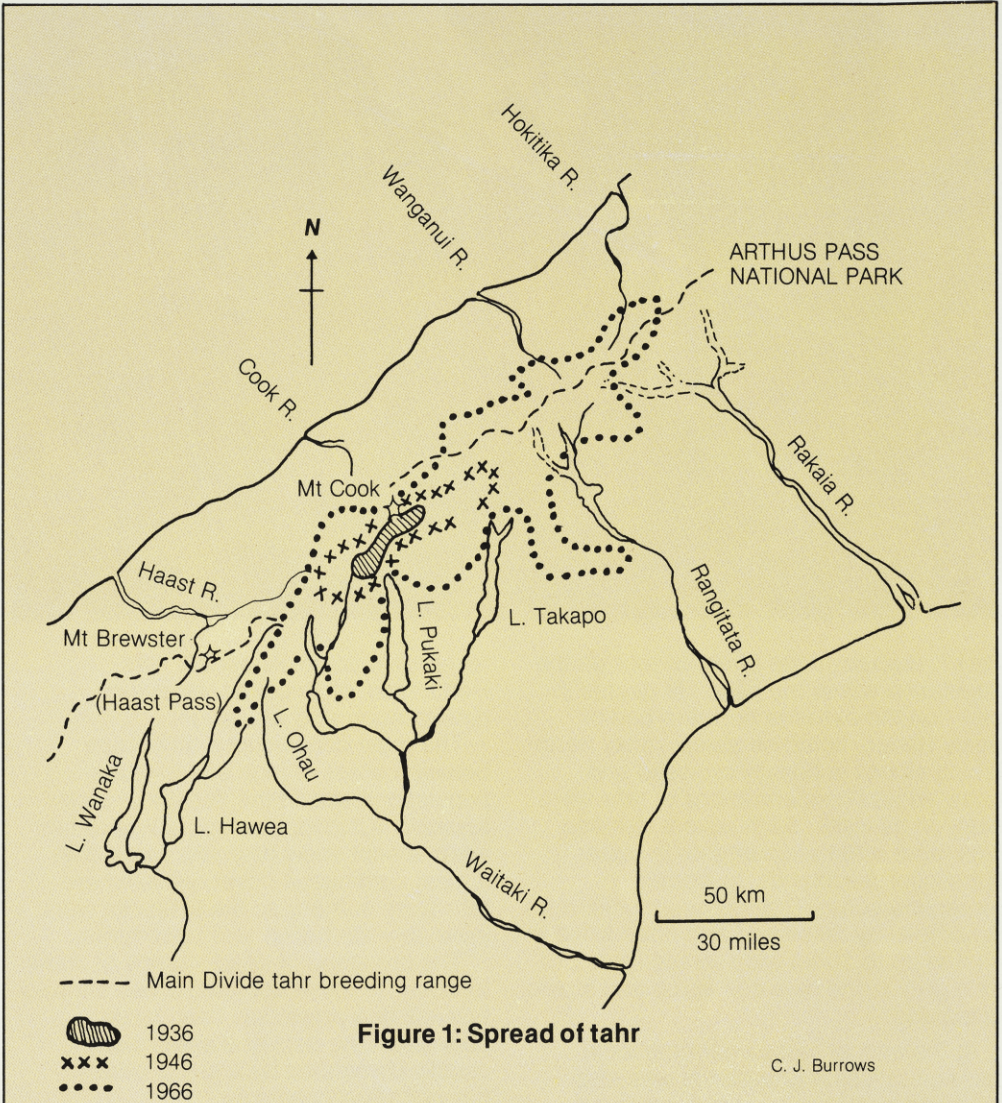 Hokitika R.
Wanganui R.
N
ARTHUS PASS
NATIONAL PARK
Cook R.
Mt Cook
Rakaia R.
Haast R.
Mt Brewster
L. Takapo
L. Pukaki
Rangitata R.
(Haast Pass)
L. Ohau
L. Wanaka
L. Hawea
Waitaki R.
50 km
30 miles
Main Divide tahr breeding range
1936
1946
1966
Figure 1: Spread of tahr
C. J. Burrows